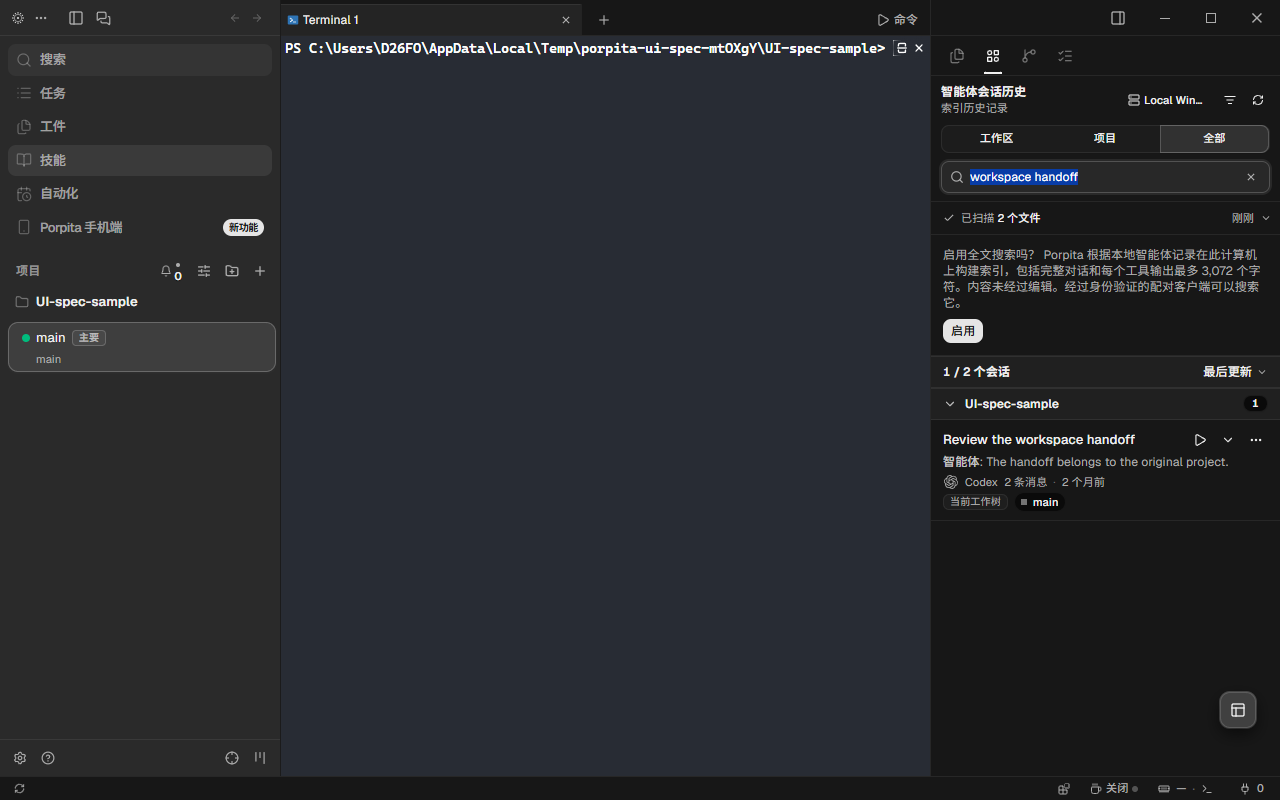 搜索
任务
工件
技能
自动化
Porpita 手机端
新功能
项目
0
UI-spec-sample
main 主要
main
Terminal 1
命令
PS C:\Users\D26FO\AppData\Local\Temp\porpita-ui-spec-mtOXgY\UI-spec-sample>
智能体会话历史
索引历史记录
Local Win...
工作区
项目
全部
workspace handoff
已扫描 2 个文件
刚刚
启用全文搜索吗? Porpita 根据本地智能体记录在此计算机
上构建索引，包括完整对话和每个工具输出最多 3,072 个字
符。内容未经过编辑。经过身份验证的配对客户端可以搜索
它。
启用
1 / 2 个会话
最后更新
UI-spec-sample
1
Review the workspace handoff
智能体: The handoff belongs to the original project.
Codex 2 条消息 · 2 个月前
当前工作树
main
关闭
0